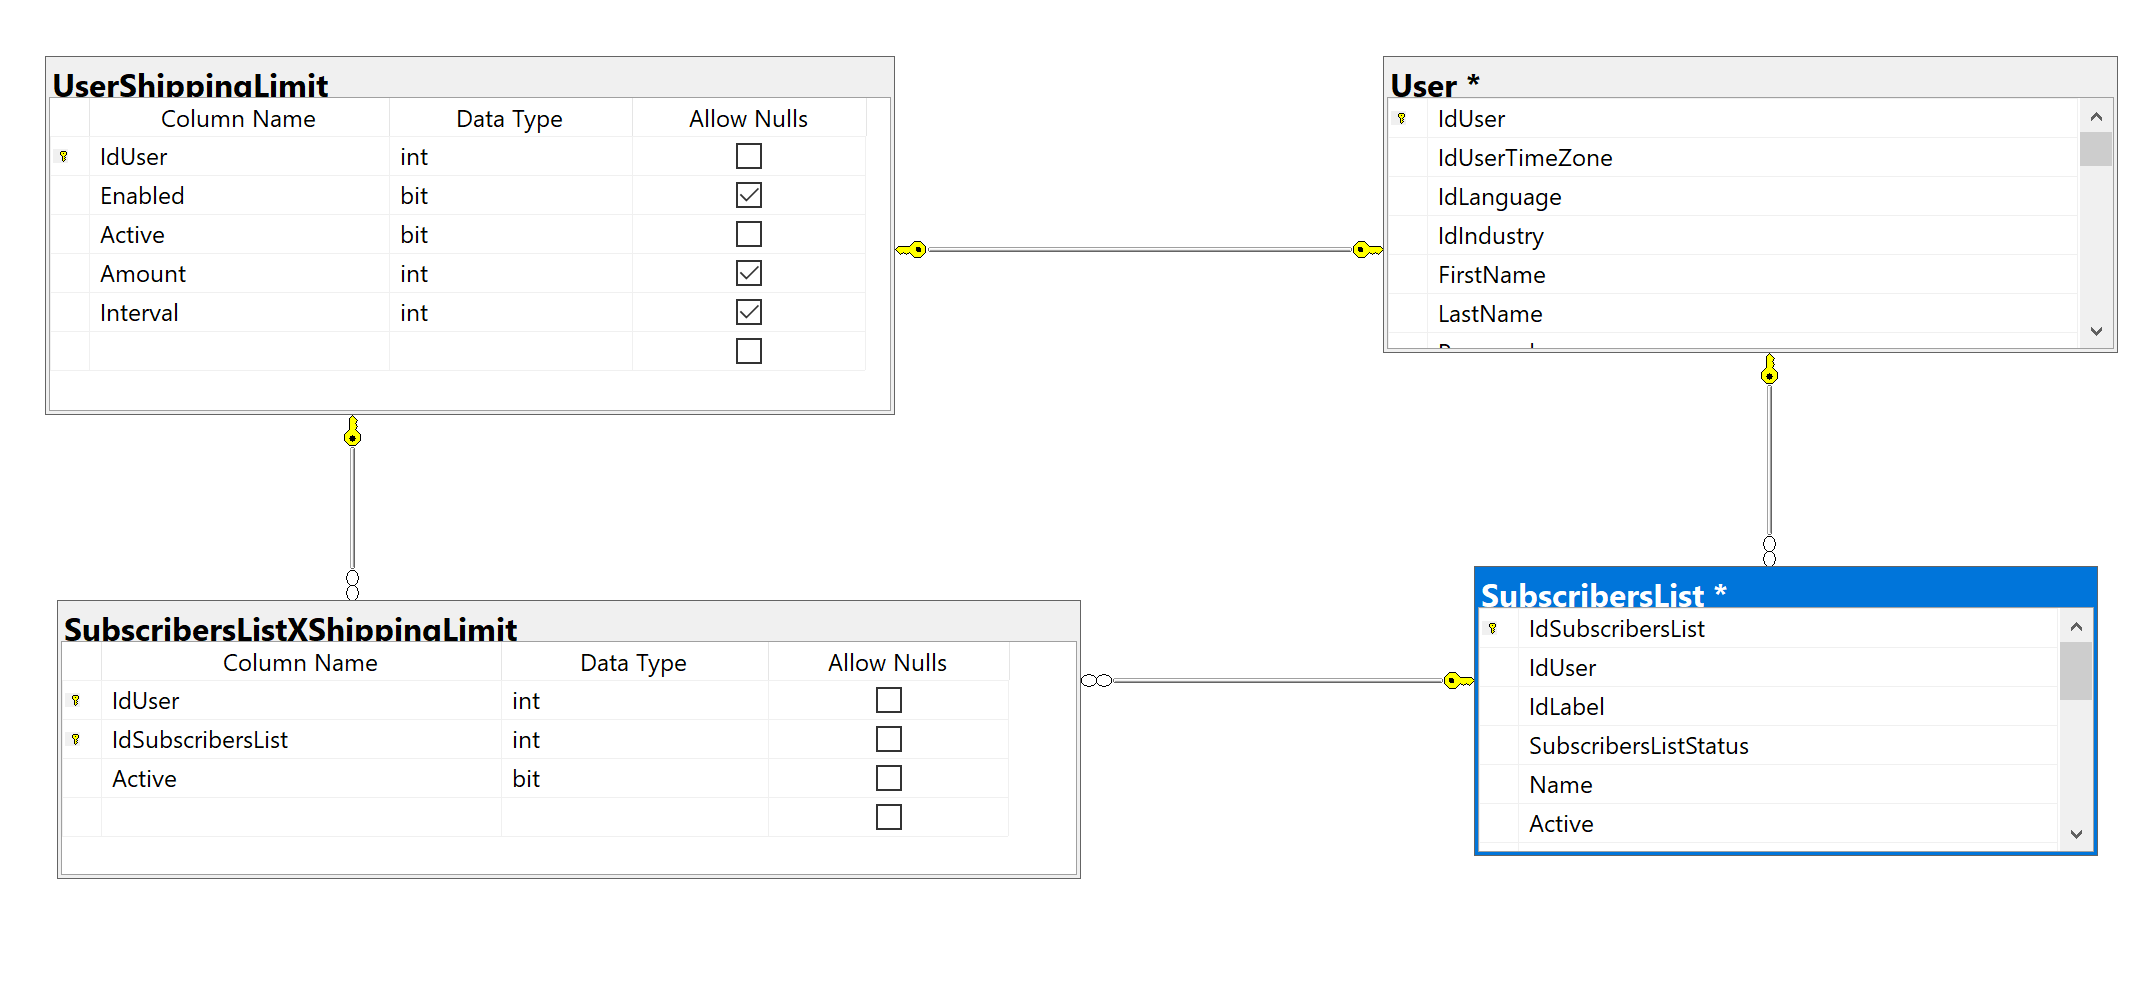 UserShippingLimit
Column Name Data Type Allow Nulls
IdUser int
Enabled bit
Active bit
Amount int
Interval int
User *
IdUser
IdUserTimeZone
IdLanguage
IdIndustry
FirstName
LastName
SubscribersListXShippingLimit
Column Name Data Type Allow Nulls
IdUser int
IdSubscribersList int
Active bit
SubscribersList *
IdSubscribersList
IdUser
IdLabel
SubscribersListStatus
Name
Active